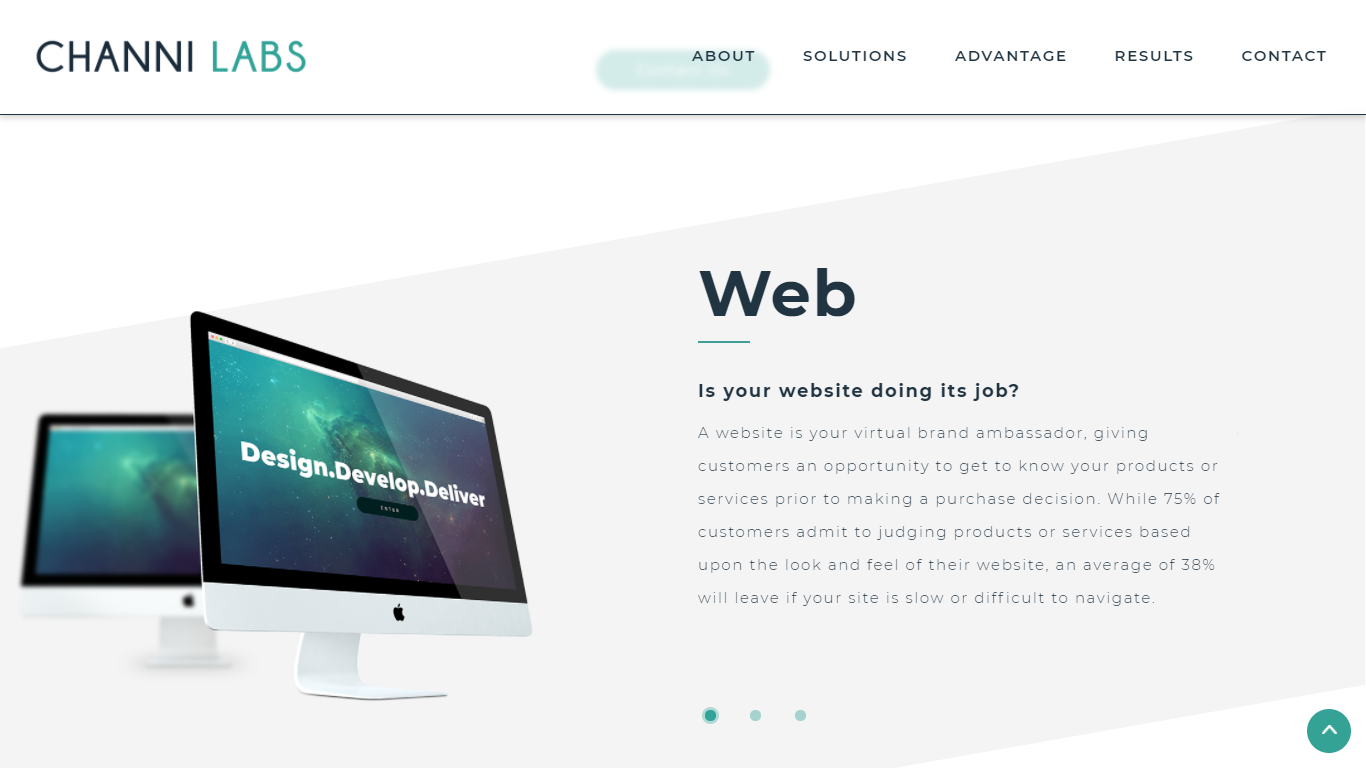 CHANNI LABS
Contact Us
ABOUT
SOLUTIONS
ADVANTAGE
RESULTS
CONTACT
Web
Is your website doing its job?
A website is your virtual brand ambassador, giving
customers an opportunity to get to know your products or
services prior to making a purchase decision. While 75% of
customers admit to judging products or services based
upon the look and feel of their website, an average of 38%
will leave if your site is slow or difficult to navigate.
Design.Develop.Deliver
ENTER